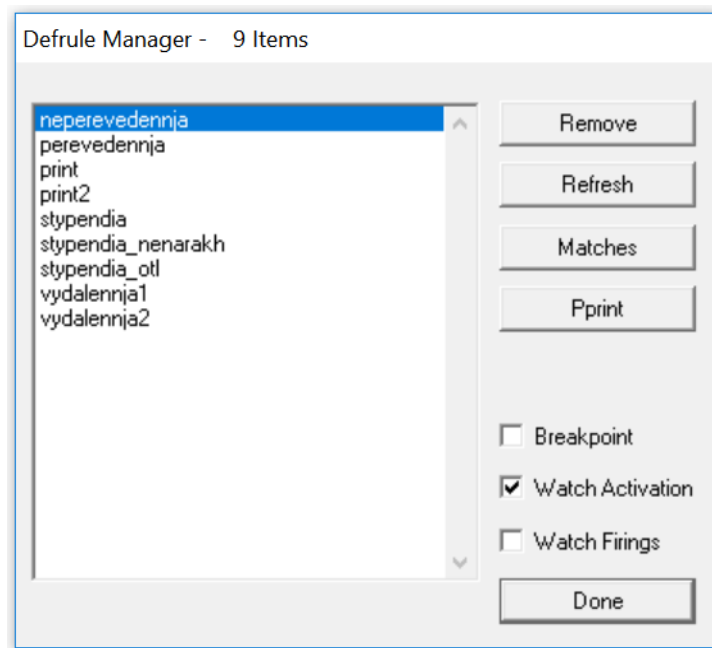 Defrule Manager - 9 Items
neperevedennja
perevedennja
print
print2
stypendia
stypendia_nenarakh
stypendia_otl
vydalennja1
vydalennja2
Remove
Refresh
Matches
Pprint
Breakpoint
Watch Activation
Watch Firings
Done